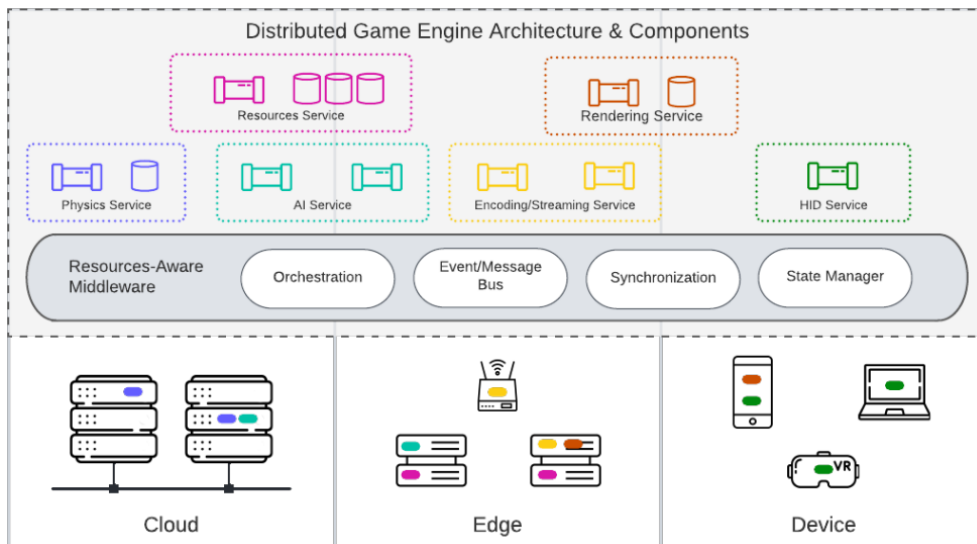 Distributed Game Engine Architecture & Components
Resources Service
Rendering Service
Physics Service
AI Service
Encoding/Streaming Service
HID Service
Resources-Aware
Middleware
Orchestration
Event/Message
Bus
Synchronization
State Manager
VR
Cloud
Edge
Device